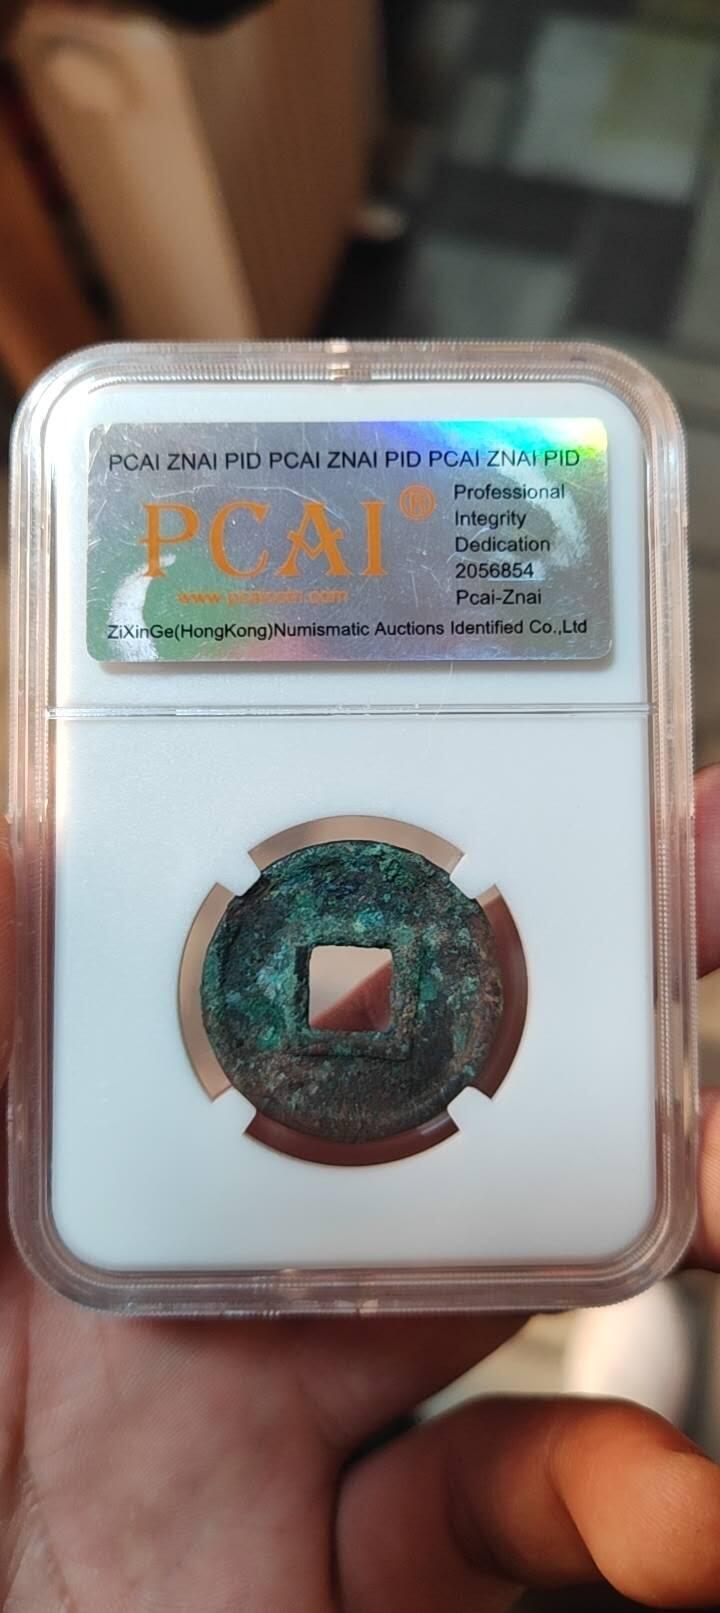 PCAI ZNAI PID PCAI ZNAI PID PCAI ZNAI PID
PCAI®
Professional
Integrity
Dedication
2056854
Pcai-Znai
ZiXinGe(HongKong)Numismatic Auctions Identified Co.,Ltd